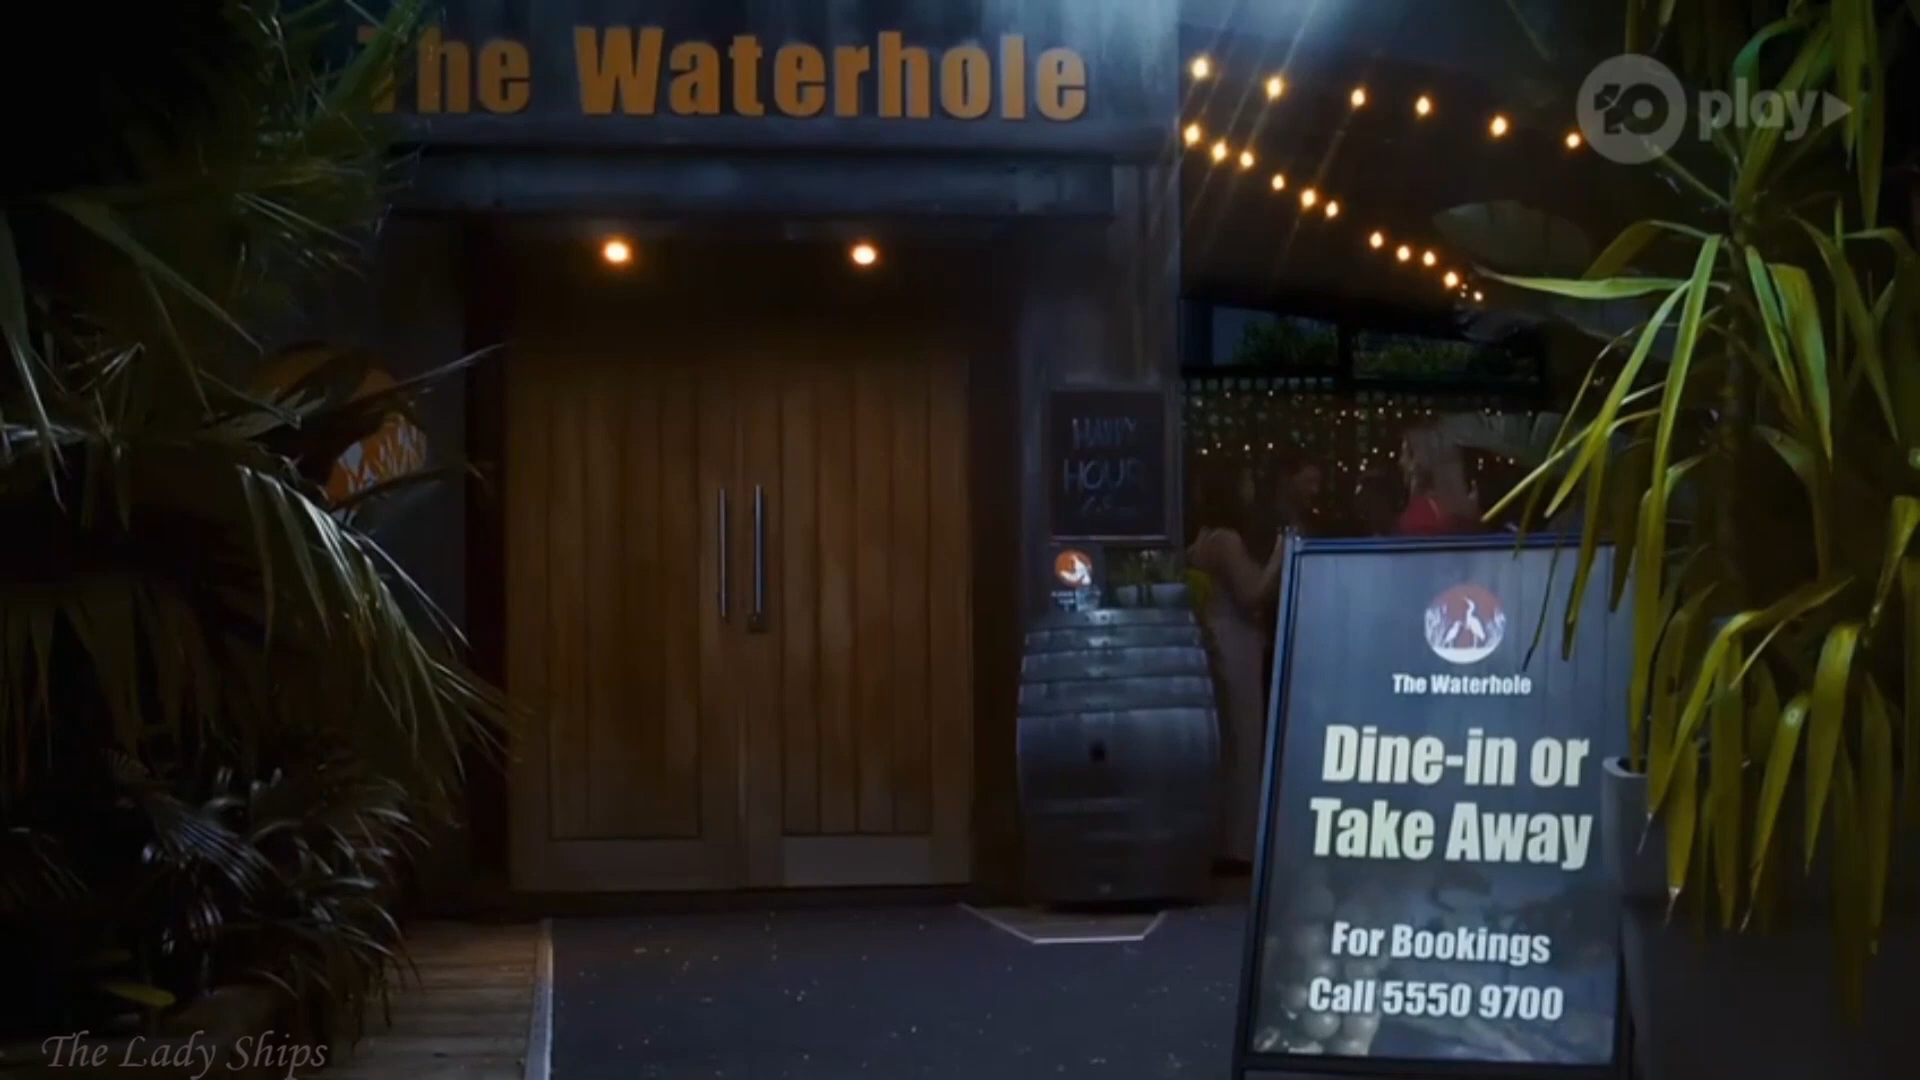 The Waterhole
10 play
HAPPY
HOUR
The Waterhole
Dine-in or
Take Away
For Bookings
Call 5550 9700
The Lady Ships